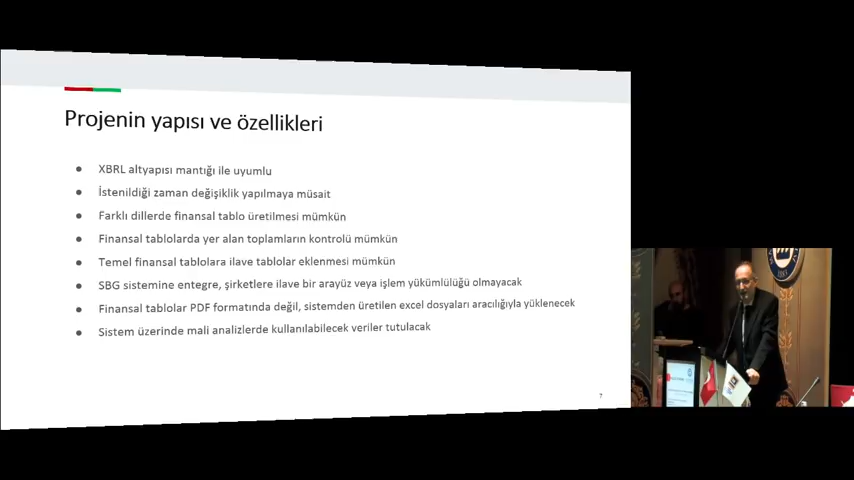 Projenin yapısı ve özellikleri
XBRL altyapısı mantığı ile uyumlu
İstenildiği zaman değişiklik yapılmaya müsait
Farklı dillerde finansal tablo üretilmesi mümkün
Finansal tablolarda yer alan toplamların kontrolü mümkün
Temel finansal tablolara ilave tablolar eklenmesi mümkün
SBG sistemine entegre, şirketlere ilave bir arayüz veya işlem yükümlülüğü olmayacak
Finansal tablolar PDF formatında değil, sistemden üretilen excel dosyaları aracılığıyla yüklenecek
Sistem üzerinde mali analizlerde kullanılabilecek veriler tutulacak
7
1883